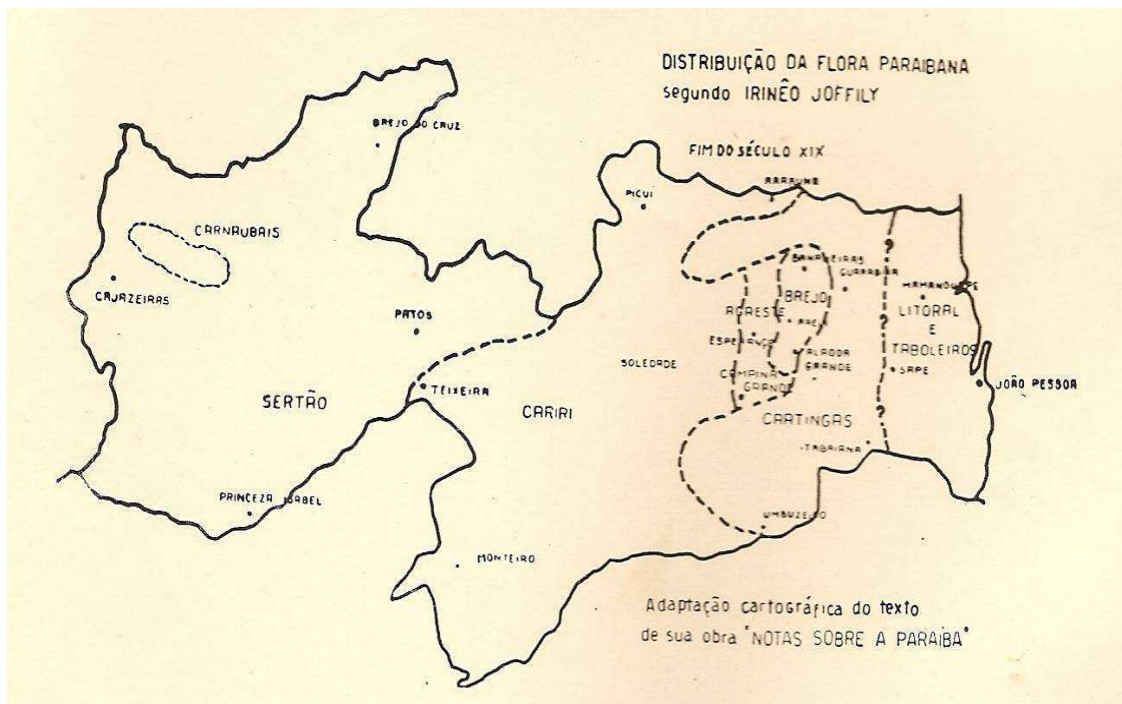 DISTRIBUIÇÃO DA FLORA PARAIBANA
segundo IRINÊO JOFFILY
FIM DO SÉCULO XIX
BREJO DO CRUZ
PICUI
CARNAUBAIS
CAJAZEIRAS
PATOS
TEIXEIRA
SERTÃO
PRINCEZA ISABEL
MONTEIRO
CARIRI
SOLEDADE
BANANEIRAS
GUARABIRA
BREJO
AGRESTE
AREIA
ESPERANÇA
ALAGOA
GRANDE
CAMPINA
GRANDE
CAATINGAS
?
?
?
MAMANGUAPE
LITORAL
E
TABOLEIROS
SAPE
JOÃO PESSOA
ITABAIANA
UMBUZEIRO
Adaptação cartográfica do texto
de sua obra "NOTAS SOBRE A PARAIBA"